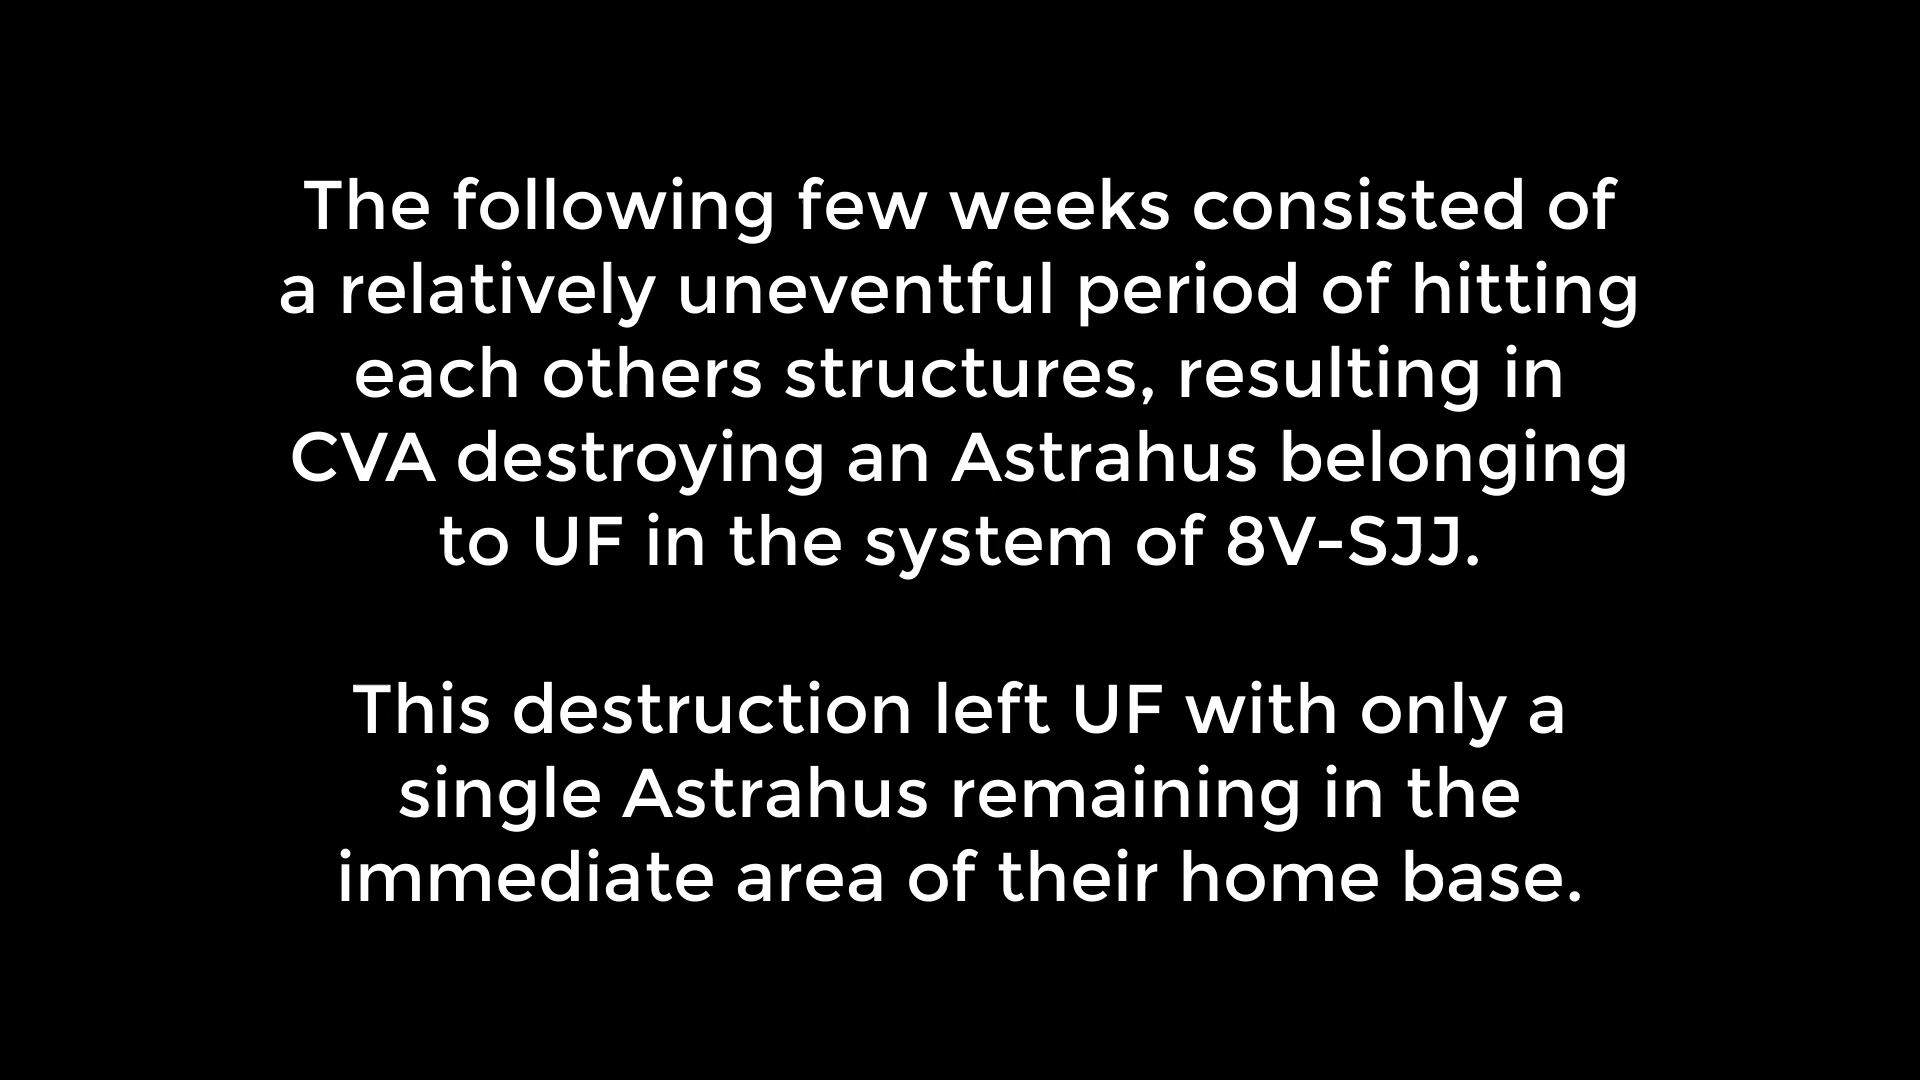 The following few weeks consisted of
a relatively uneventful period of hitting
each others structures, resulting in
CVA destroying an Astrahus belonging
to UF in the system of 8V-SJJ.
This destruction left UF with only a
single Astrahus remaining in the
immediate area of their home base.